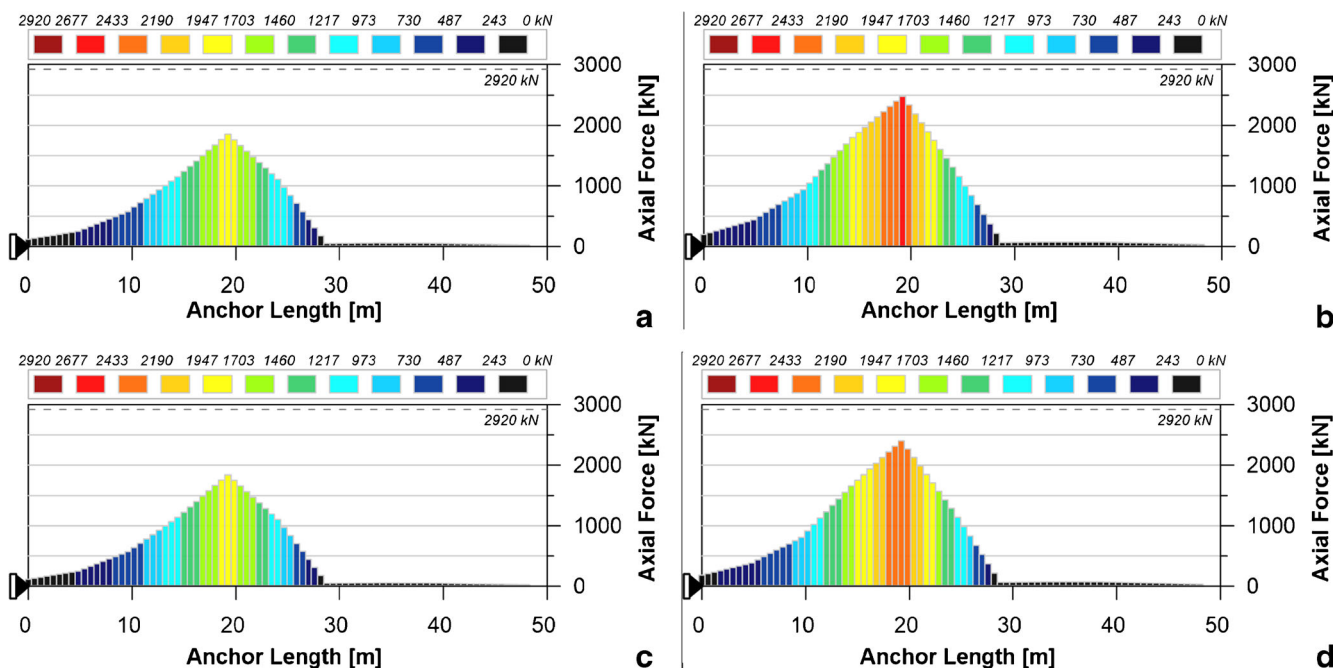 2920 2677 2433 2190 1947 1703 1460 1217 973 730 487 243 0 kN
3000
2920 kN
2000
1000
0
Axial Force [kN]
0 10 20 30 40 50
Anchor Length [m]
a
2920 2677 2433 2190 1947 1703 1460 1217 973 730 487 243 0 kN
3000
2920 kN
2000
1000
0
Axial Force [kN]
0 10 20 30 40 50
Anchor Length [m]
b
2920 2677 2433 2190 1947 1703 1460 1217 973 730 487 243 0 kN
3000
2920 kN
2000
1000
0
Axial Force [kN]
0 10 20 30 40 50
Anchor Length [m]
c
2920 2677 2433 2190 1947 1703 1460 1217 973 730 487 243 0 kN
3000
2920 kN
2000
1000
0
Axial Force [kN]
0 10 20 30 40 50
Anchor Length [m]
d